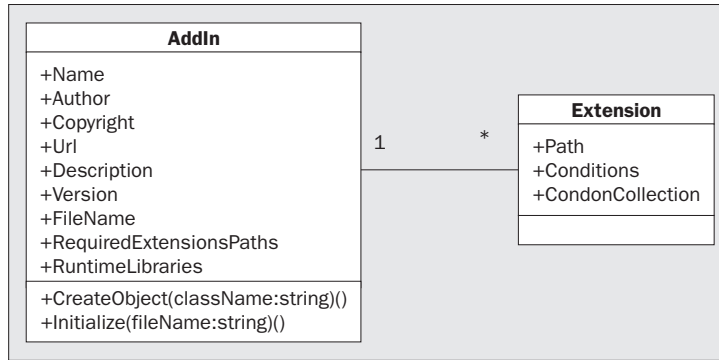 AddIn
+Name
+Author
+Copyright
+Url
+Description
+Version
+FileName
+RequiredExtensionsPaths
+RuntimeLibraries
+CreateObject(className:string)()
+Initialize(fileName:string)()
1
*
Extension
+Path
+Conditions
+CondonCollection